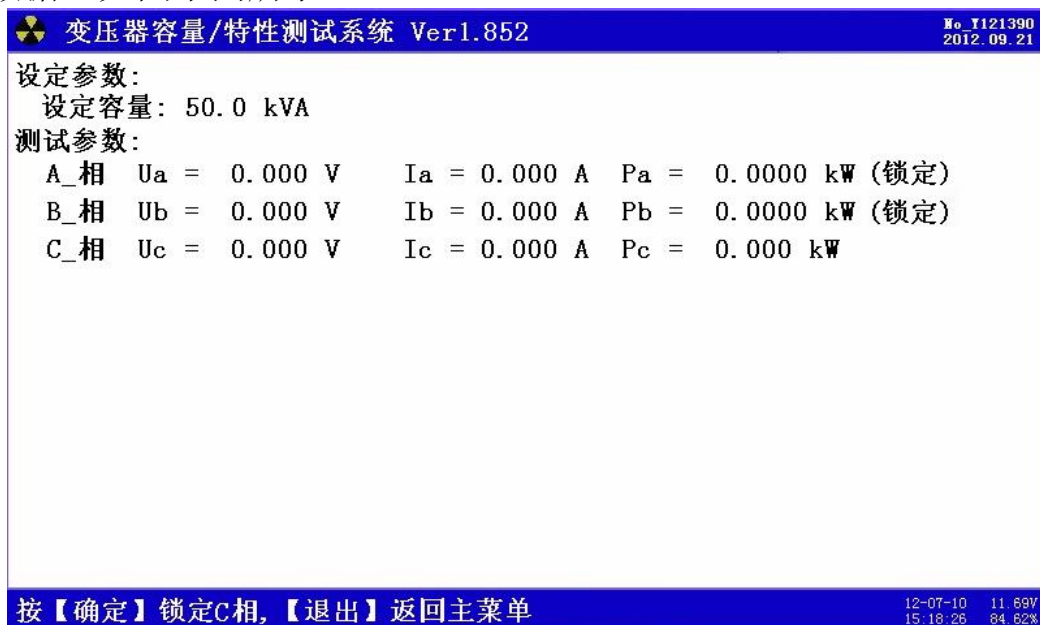 变压器容量/特性测试系统 Ver1.852
No_T121390
2012.09.21
设定参数:
设定容量: 50.0 kVA
测试参数:
A_相 Ua = 0.000 V Ia = 0.000 A Pa = 0.0000 kW (锁定)
B_相 Ub = 0.000 V Ib = 0.000 A Pb = 0.0000 kW (锁定)
C_相 Uc = 0.000 V Ic = 0.000 A Pc = 0.000 kW
按【确定】锁定C相,【退出】返回主菜单
12-07-10 11.69V
15:18:26 84.62%